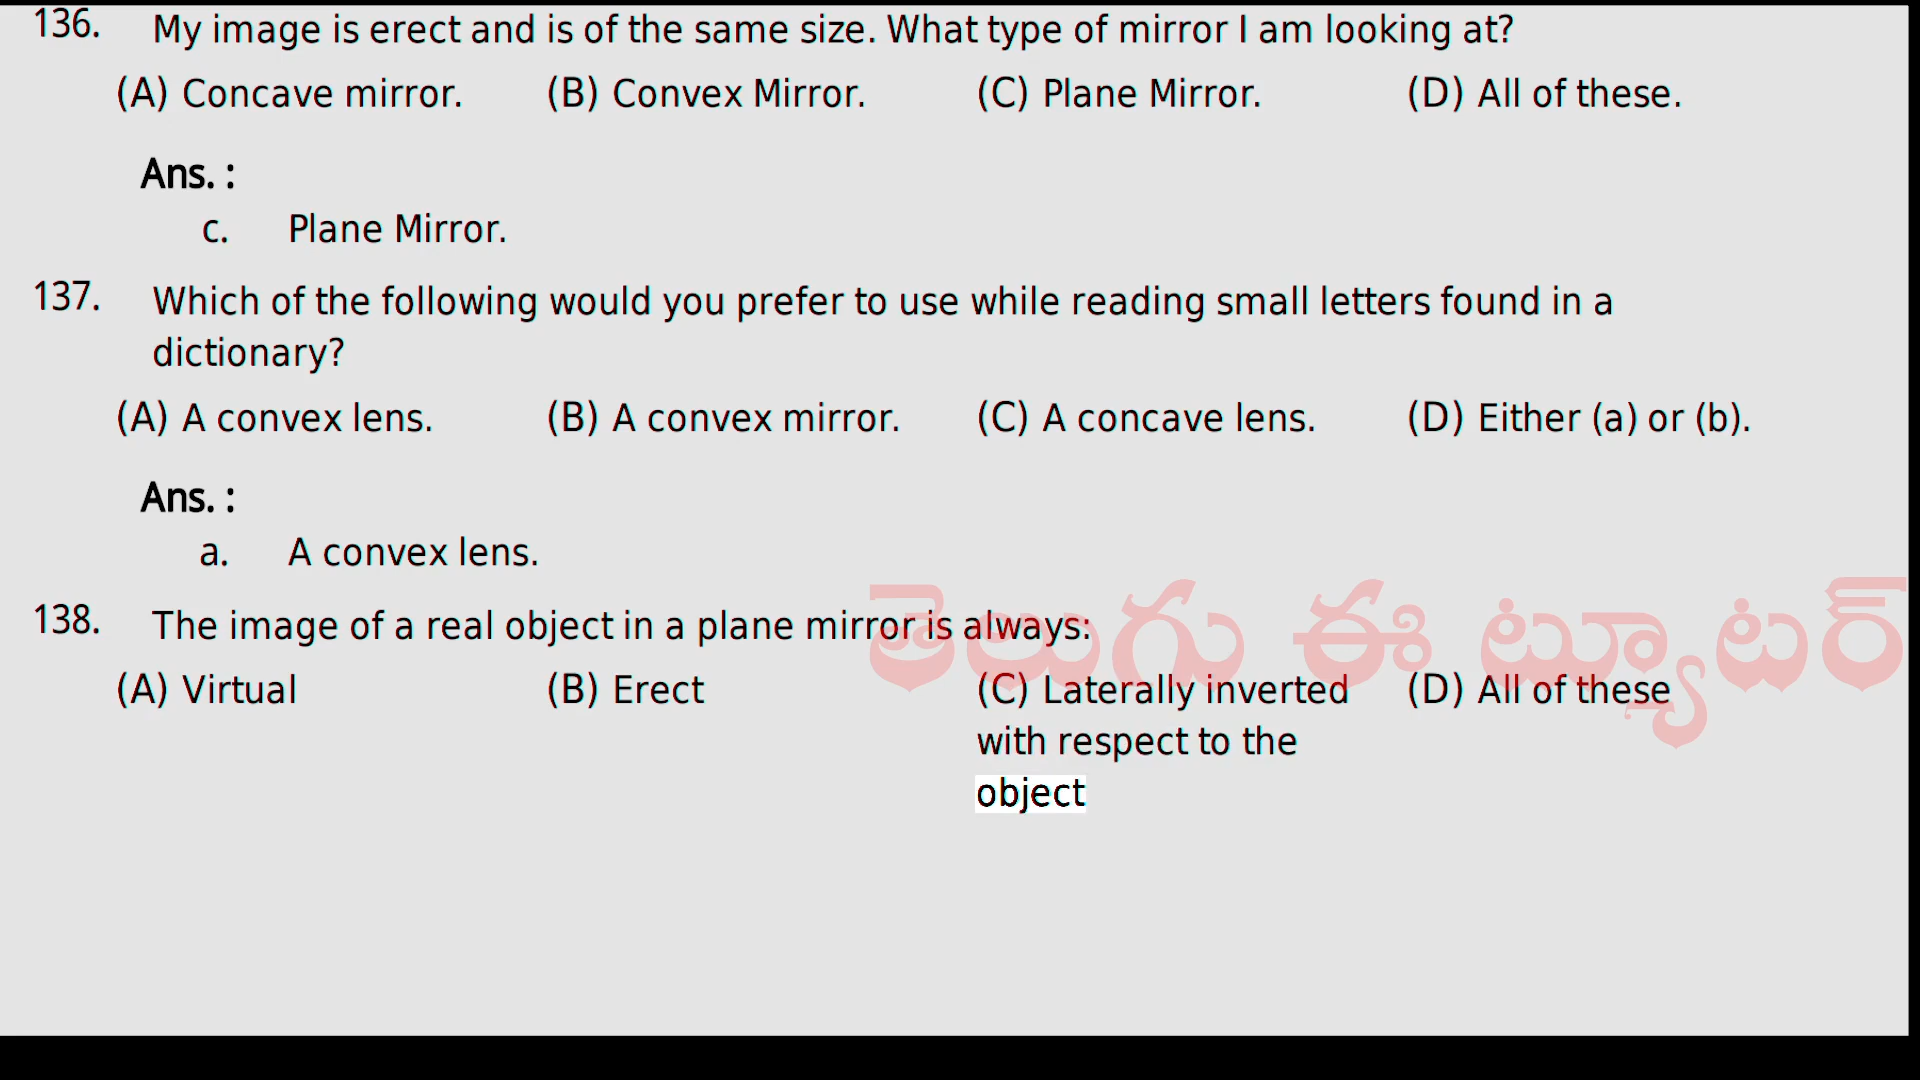 136. My image is erect and is of the same size. What type of mirror I am looking at?
(A) Concave mirror. (B) Convex Mirror. (C) Plane Mirror. (D) All of these.
Ans. :
c. Plane Mirror.
137. Which of the following would you prefer to use while reading small letters found in a
dictionary?
(A) A convex lens. (B) A convex mirror. (C) A concave lens. (D) Either (a) or (b).
Ans. :
a. A convex lens.
138. The image of a real object in a plane mirror is always:
తెలుగు ఈ ట్యూటర్
(A) Virtual (B) Erect (C) Laterally inverted (D) All of these
with respect to the
object